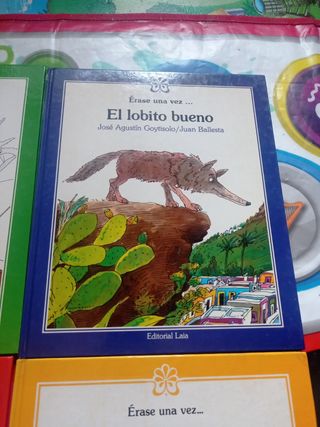 Érase una vez ...
El lobito bueno
José Agustín Goytisolo/Juan Ballesta
Editorial Laia
Érase una vez...